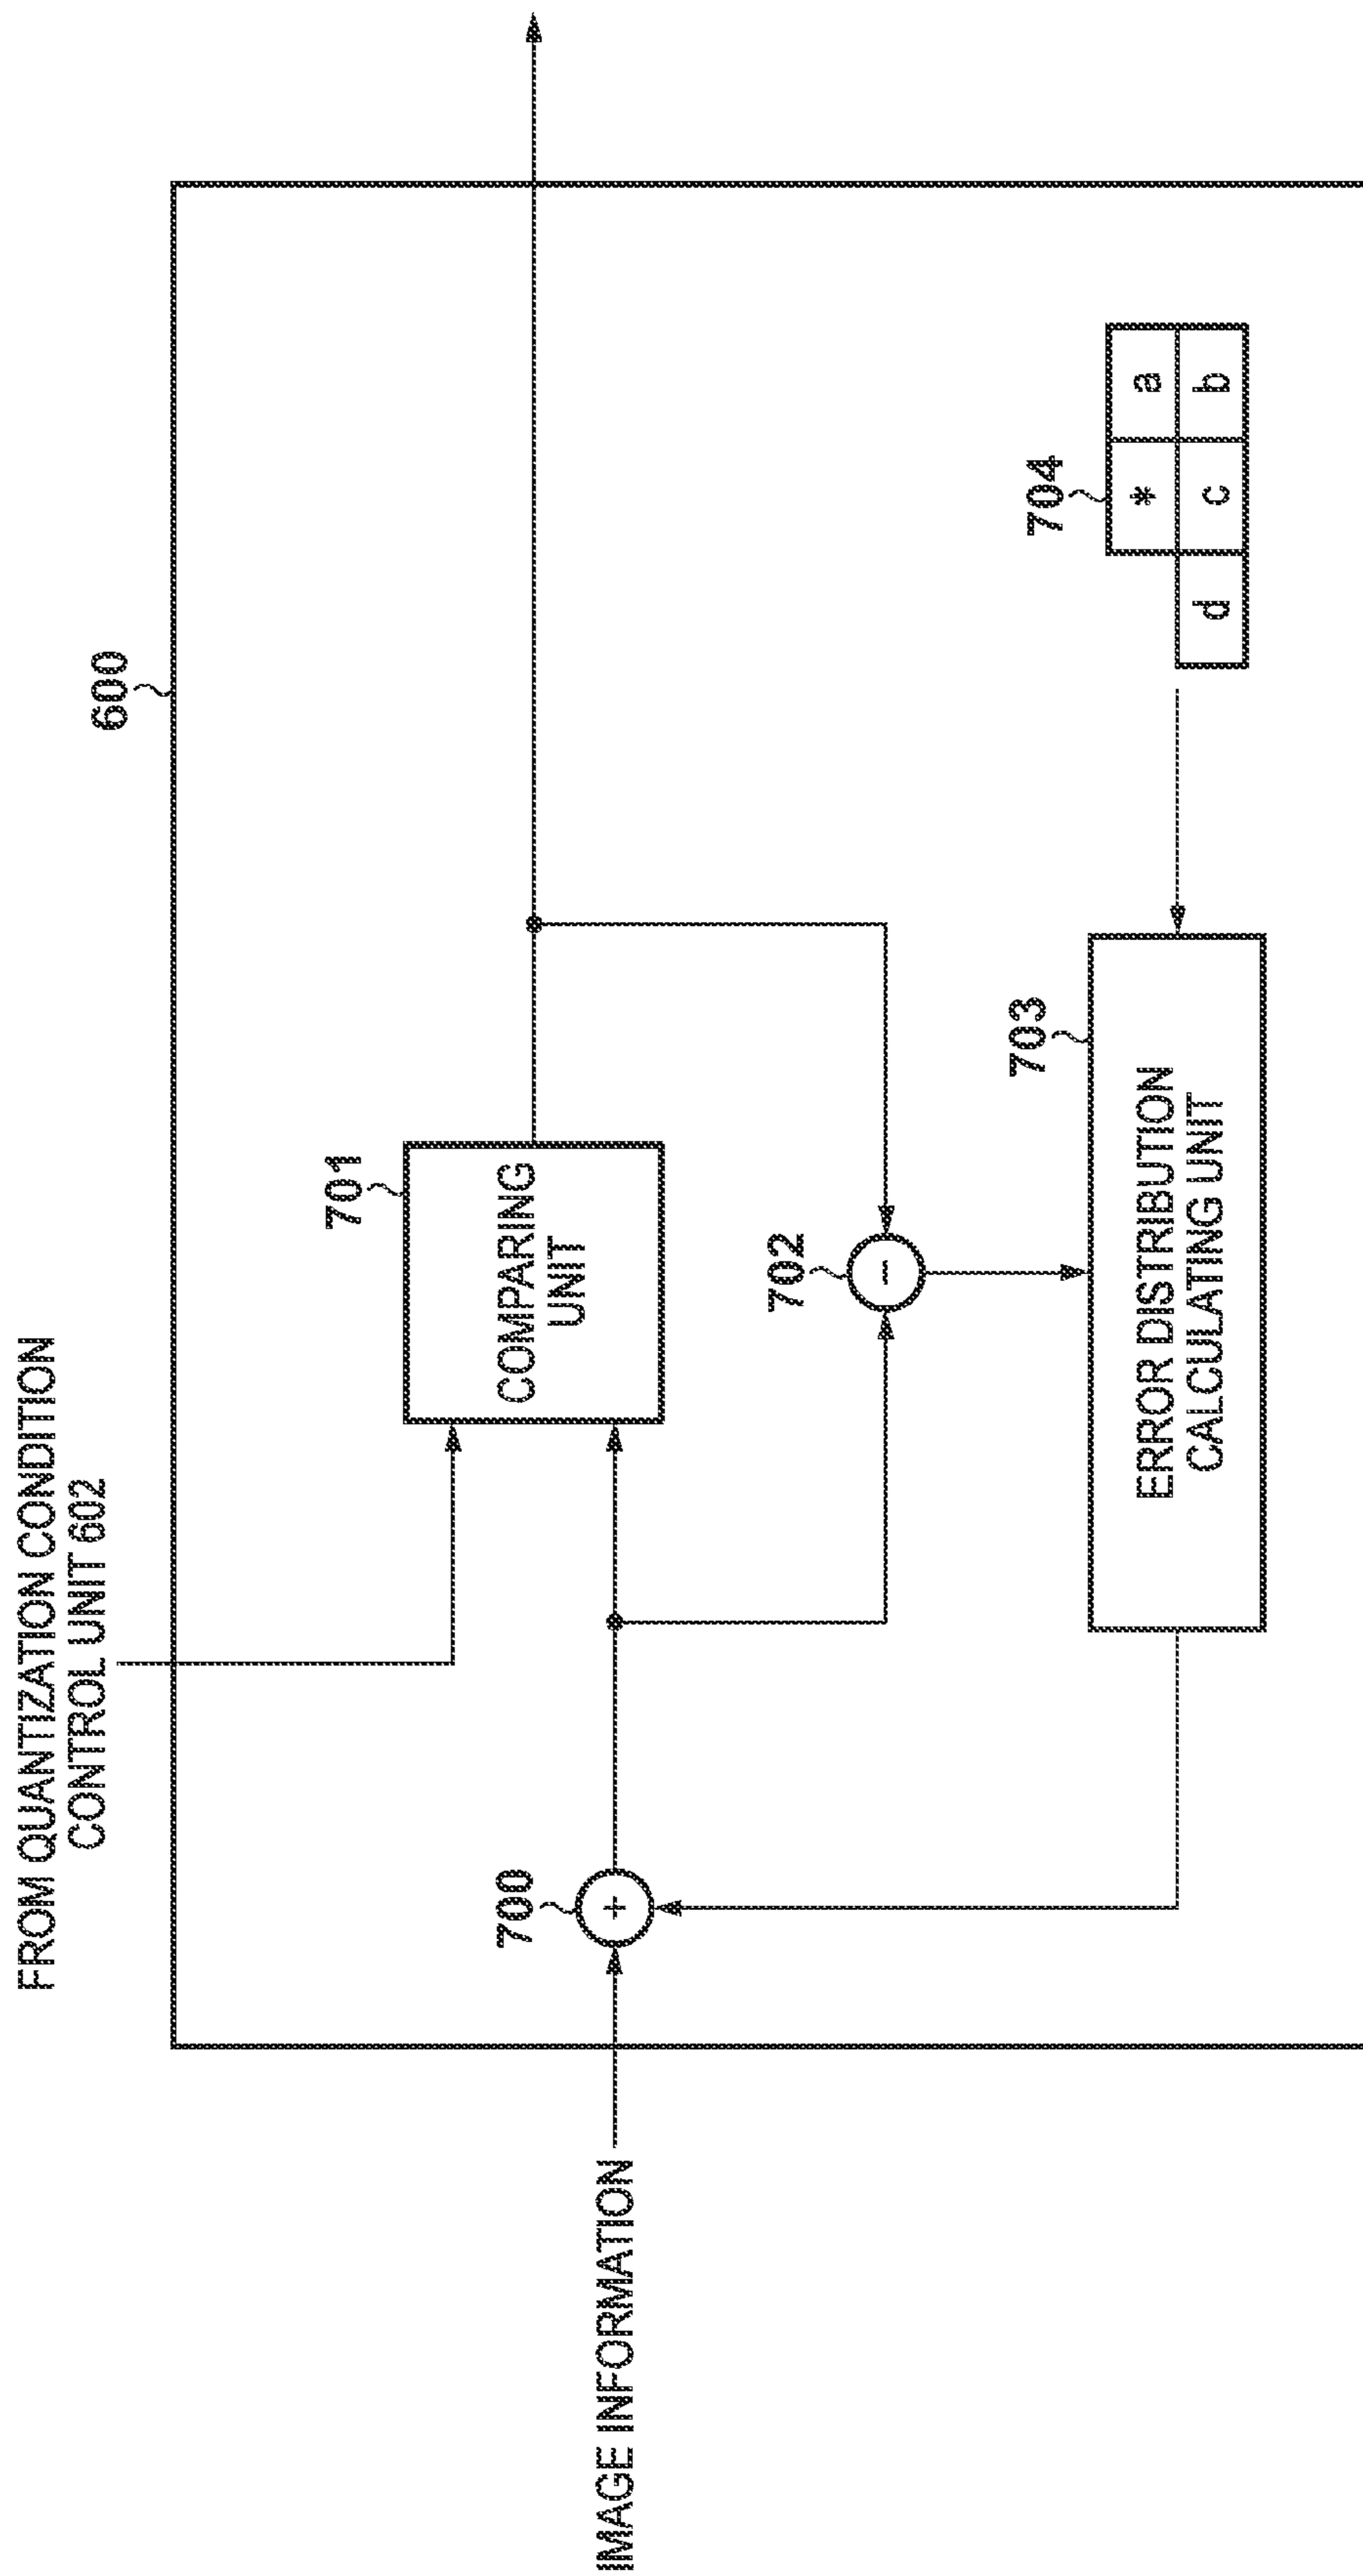 FROM QUANTIZATION CONDITION
CONTROL UNIT 602
600
701
COMPARING
UNIT
700
+
IMAGE INFORMATION
702
-
703
ERROR DISTRIBUTION
CALCULATING UNIT
704
* a
d c b